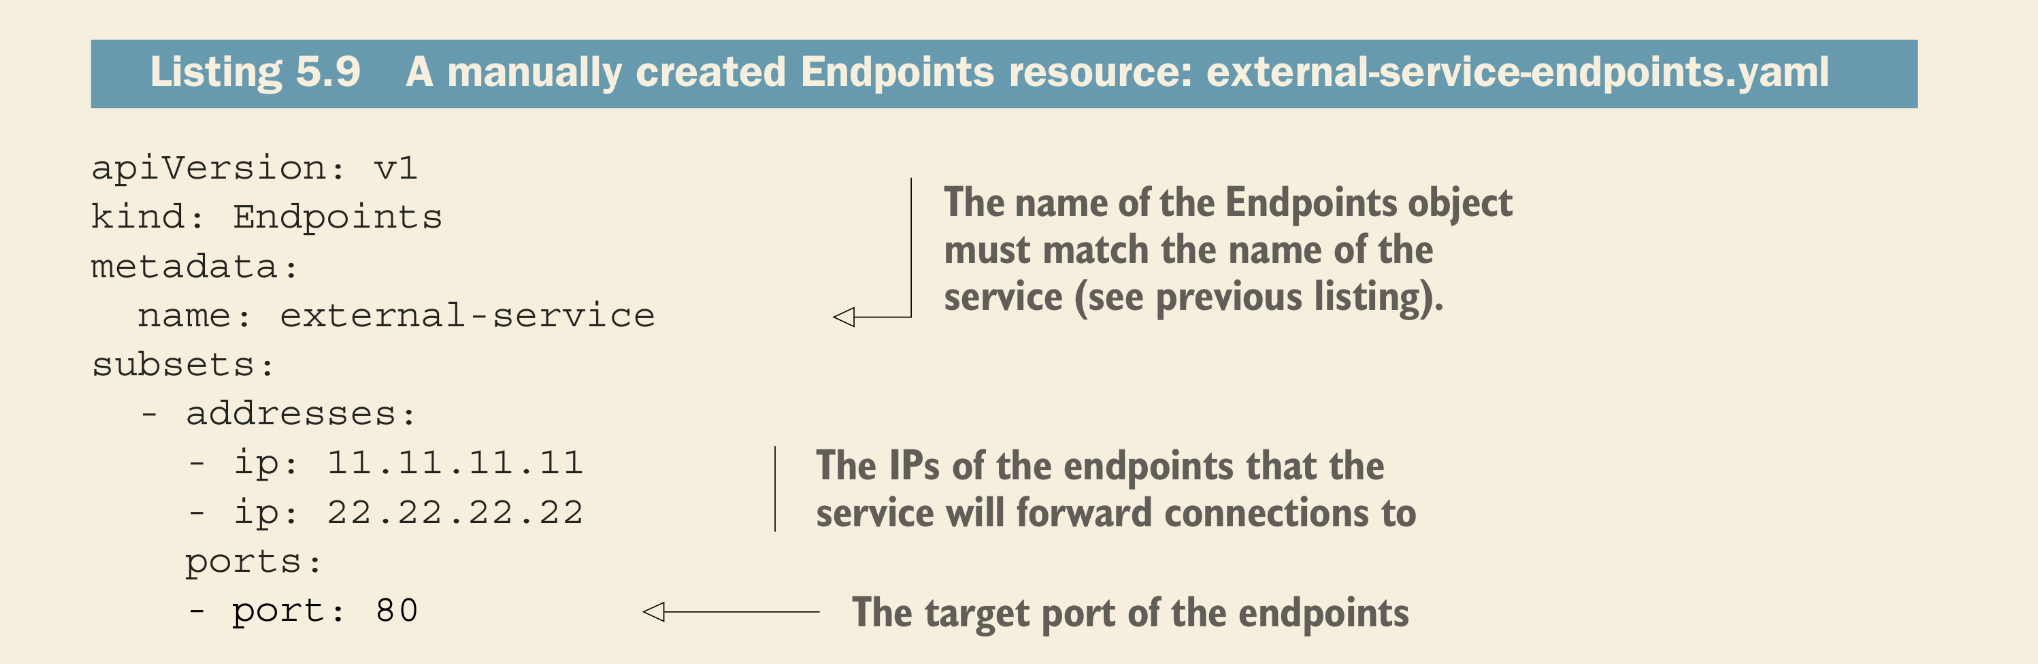 Listing 5.9 A manually created Endpoints resource: external-service-endpoints.yaml
apiVersion: v1
kind: Endpoints
metadata:
  name: external-service
The name of the Endpoints object
must match the name of the
service (see previous listing).
subsets:
  - addresses:
    - ip: 11.11.11.11
    - ip: 22.22.22.22
The IPs of the endpoints that the
service will forward connections to
    ports:
    - port: 80
The target port of the endpoints